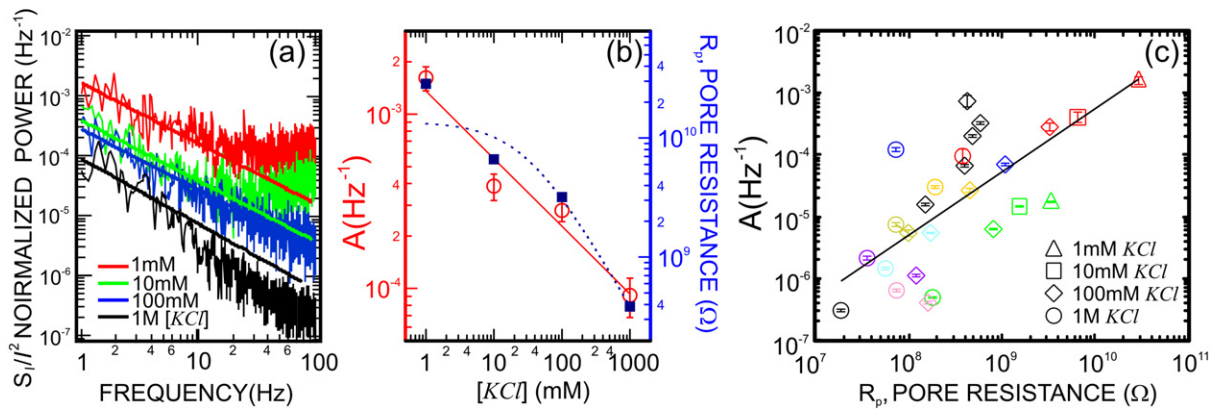 (a)
S_I/I² NOIRMALIZED POWER (Hz⁻¹)
10⁻² 10⁻³ 10⁻⁴ 10⁻⁵ 10⁻⁶ 10⁻⁷
1mM
10mM
100mM
1M [KCl]
1 2 4 6 10 2 4 6 100
FREQUENCY(Hz)
(b)
A(Hz⁻¹)
10⁻³ 4 2 10⁻⁴
1 2 4 10 2 4 100 2 4 1000
[KCl] (mM)
4 2 10¹⁰ 4 2 10⁹ 4
R_p, PORE RESISTANCE (Ω)
(c)
A(Hz⁻¹)
10⁻² 10⁻³ 10⁻⁴ 10⁻⁵ 10⁻⁶ 10⁻⁷
1mM KCl
10mM KCl
100mM KCl
1M KCl
10⁷ 10⁸ 10⁹ 10¹⁰ 10¹¹
R_p, PORE RESISTANCE (Ω)